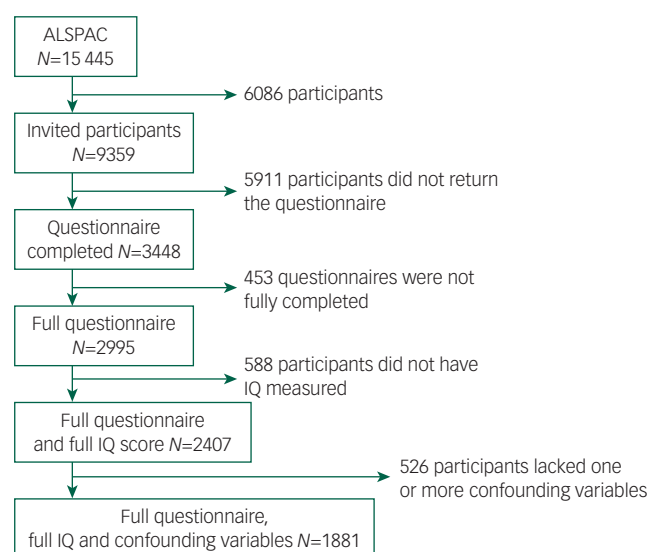 ALSPAC
N=15 445
6086 participants
Invited participants
N=9359
5911 participants did not return
the questionnaire
Questionnaire
completed N=3448
453 questionnaires were not
fully completed
Full questionnaire
N=2995
588 participants did not have
IQ measured
Full questionnaire
and full IQ score N=2407
526 participants lacked one
or more confounding variables
Full questionnaire,
full IQ and confounding variables N=1881